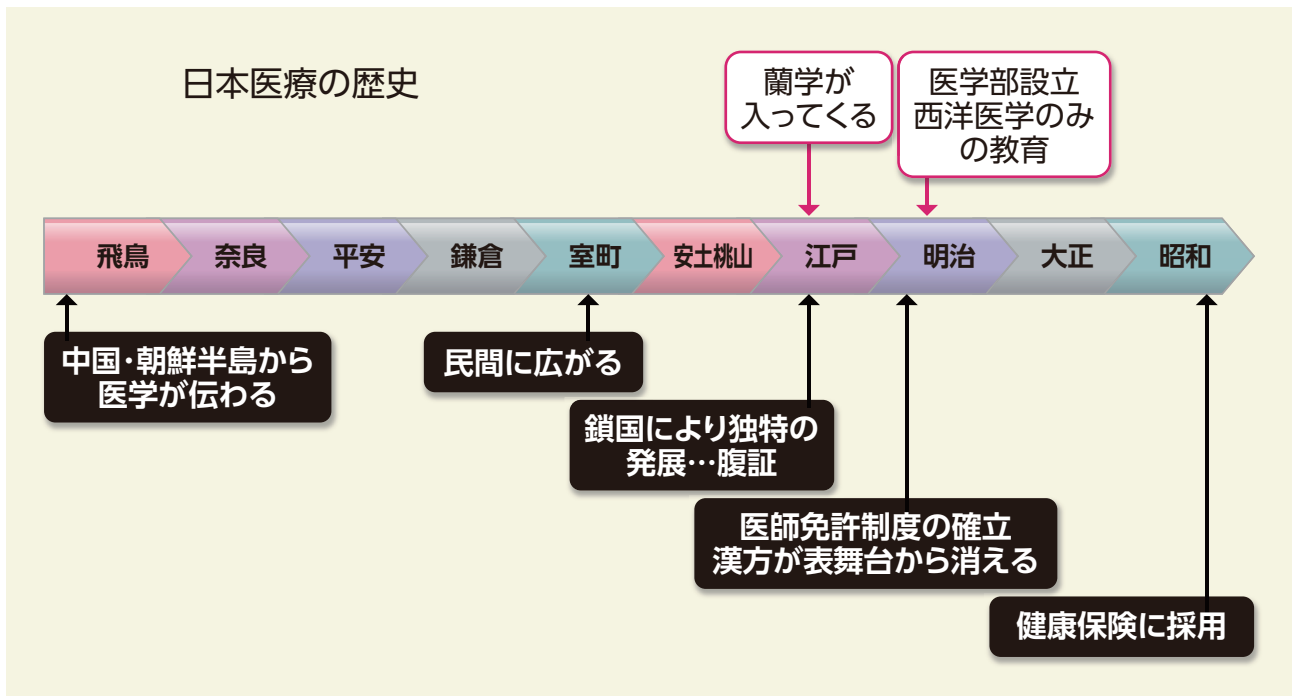 日本医療の歴史
蘭学が
入ってくる
医学部設立
西洋医学のみ
の教育
飛鳥
奈良
平安
鎌倉
室町
安土桃山
江戸
明治
大正
昭和
中国・朝鮮半島から
医学が伝わる
民間に広がる
鎖国により独特の
発展…腹証
医師免許制度の確立
漢方が表舞台から消える
健康保険に採用